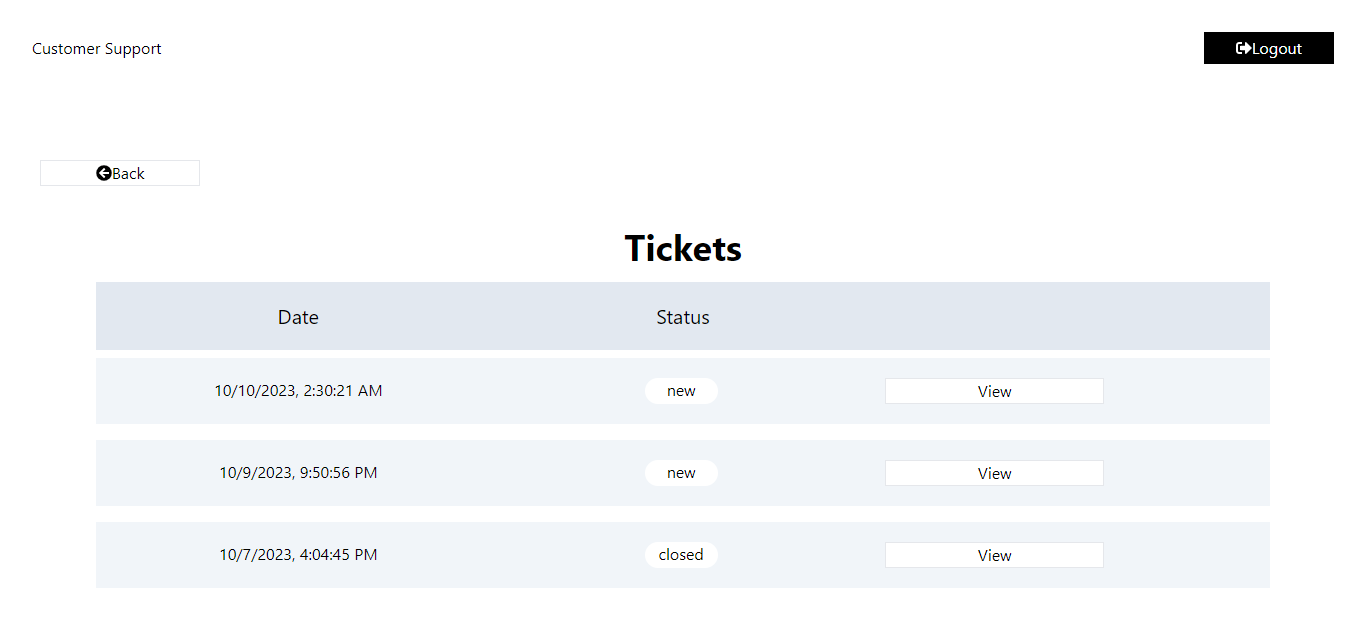 Customer Support
Logout
Back
Tickets
Date Status
10/10/2023, 2:30:21 AM new View
10/9/2023, 9:50:56 PM new View
10/7/2023, 4:04:45 PM closed View